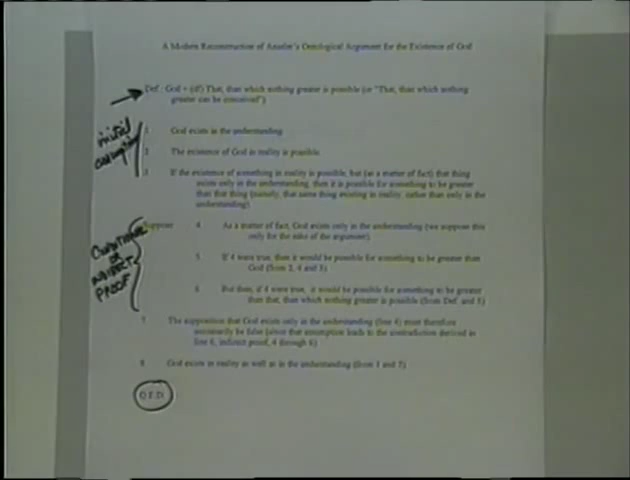 A Modern Reconstruction of Anselm's Ontological Argument for the Existence of God
Def : God = (df) That, than which nothing greater is possible (or "That, than which nothing
greater can be conceived")
initial
assumption
1. God exists in the understanding
2. The existence of God in reality is possible.
3. If the existence of something in reality is possible, but (as a matter of fact) that thing
exists only in the understanding, then it is possible for something to be greater
than that thing (namely, that same thing existing in reality, rather than only in the
understanding)
Suppose 4. As a matter of fact, God exists only in the understanding (we suppose this
only for the sake of the argument)
5. If 4 were true, then it would be possible for something to be greater than
God (from 2, 4 and 3)
6. But then, if 4 were true, it would be possible for something to be greater
than that, than which nothing greater is possible (from Def. and 5)
OR
INDIRECT
PROOF
7. The supposition that God exists only in the understanding (line 4) must therefore
necessarily be false (since that assumption leads to the contradiction derived in
line 6, indirect proof, 4 through 6)
8. God exists in reality as well as in the understanding (from 1 and 7)
Q.E.D.